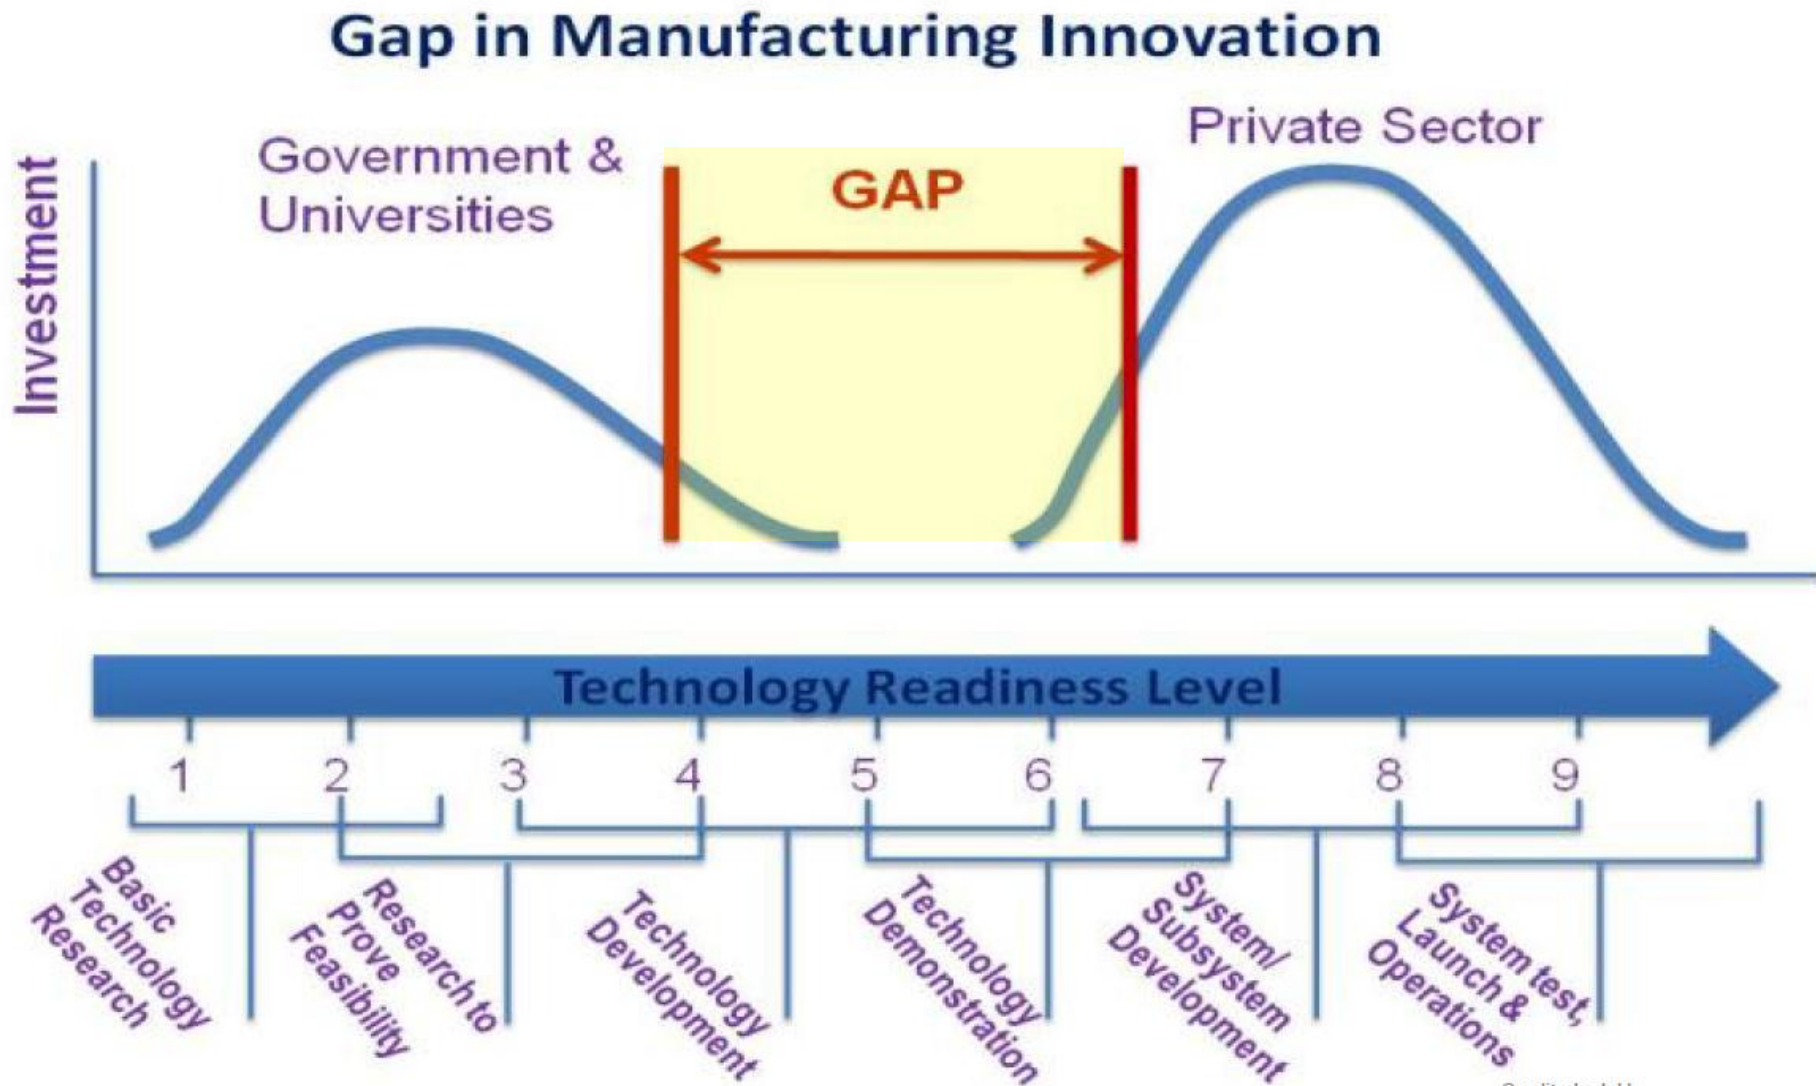 Gap in Manufacturing Innovation
Private Sector
Government &
Universities
GAP
Investment
Technology Readiness Level
1 2 3 4 5 6 7 8 9
Basic
Technology
Research
Research to
Prove
Feasibility
Technology
Development
Technology
Demonstration
System/
Subsystem
Development
System test,
Launch &
Operations